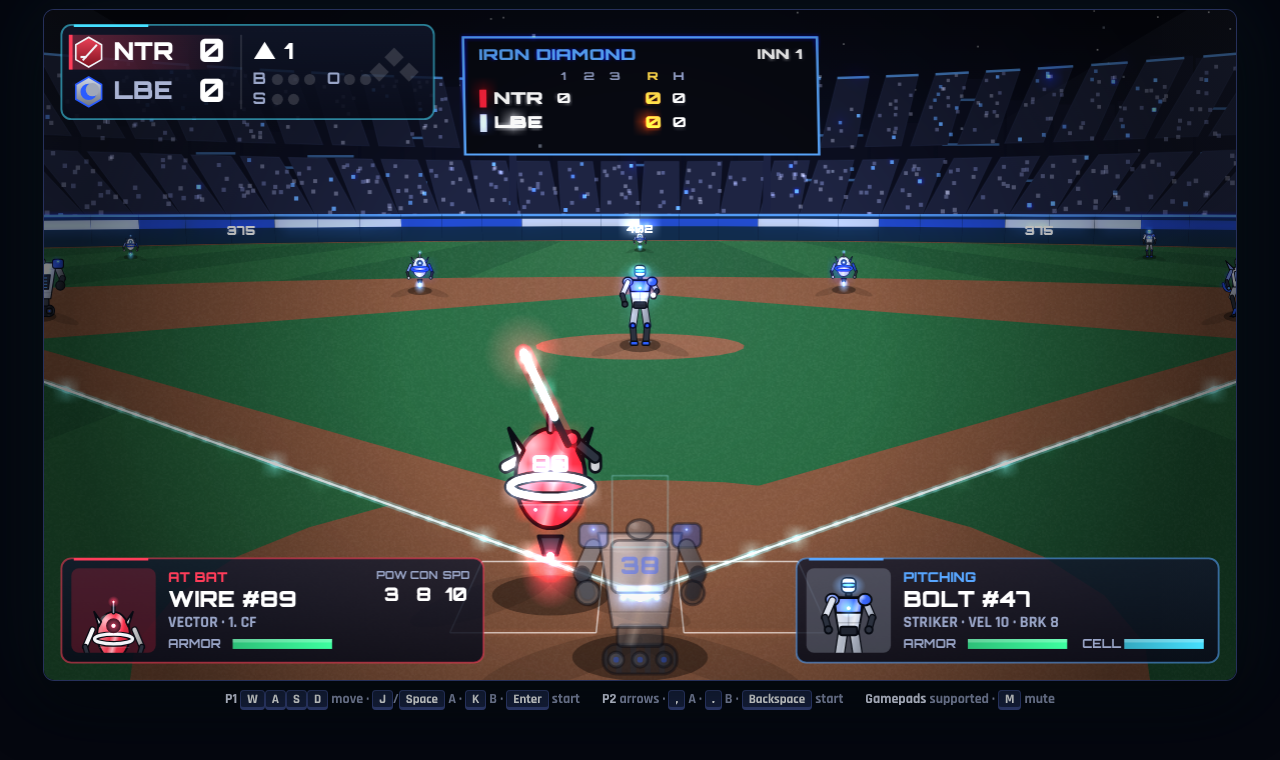 NTR 0
LBE 0
▲ 1
B O
S
IRON DIAMOND INN 1
1 2 3 R H
NTR 0 0 0
LBE 0 0
375
402
315
89
38
AT BAT
WIRE #89
VECTOR · 1. CF
ARMOR
POW CON SPD
3 8 10
PITCHING
BOLT #47
STRIKER · VEL 10 · BRK 8
ARMOR CELL
P1 W A S D move · J / Space A · K B · Enter start P2 arrows · , A · . B · Backspace start Gamepads supported · M mute